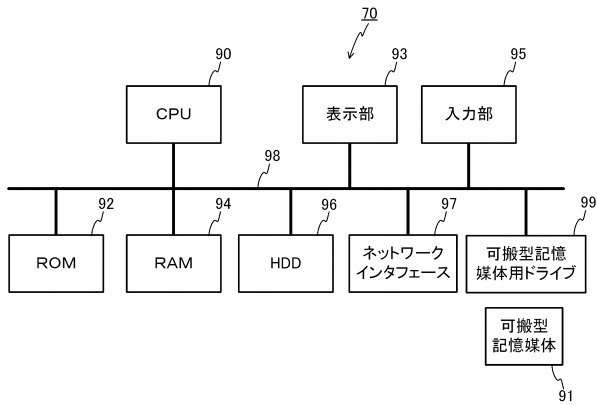 70
90
93
95
CPU
表示部
入力部
98
92
94
96
97
99
ROM
RAM
HDD
ネットワーク
インタフェース
可搬型記憶
媒体用ドライブ
可搬型
記憶媒体
91